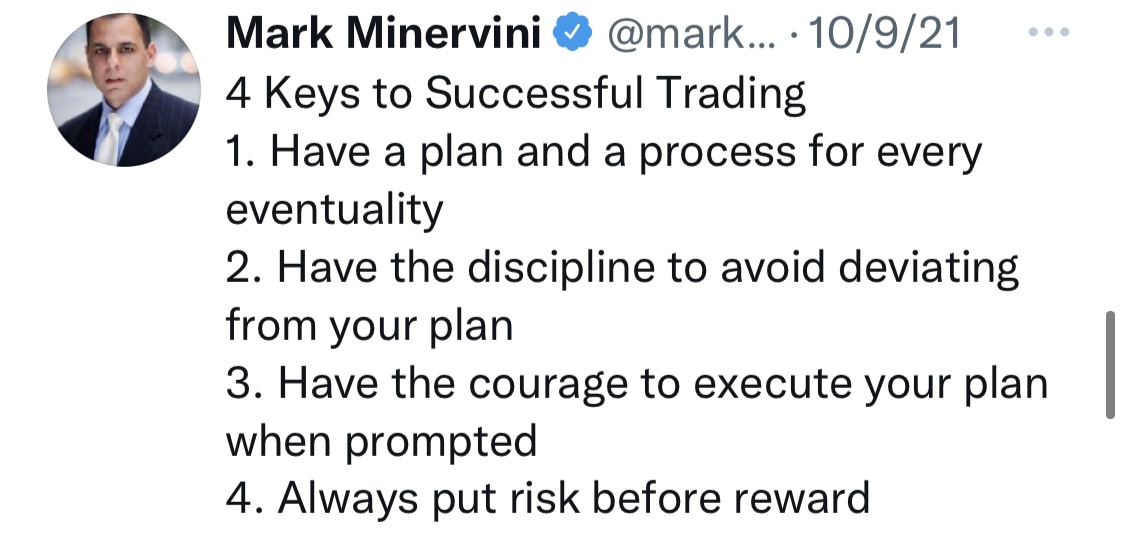 Mark Minervini @mark... · 10/9/21
4 Keys to Successful Trading
1. Have a plan and a process for every
eventuality
2. Have the discipline to avoid deviating
from your plan
3. Have the courage to execute your plan
when prompted
4. Always put risk before reward